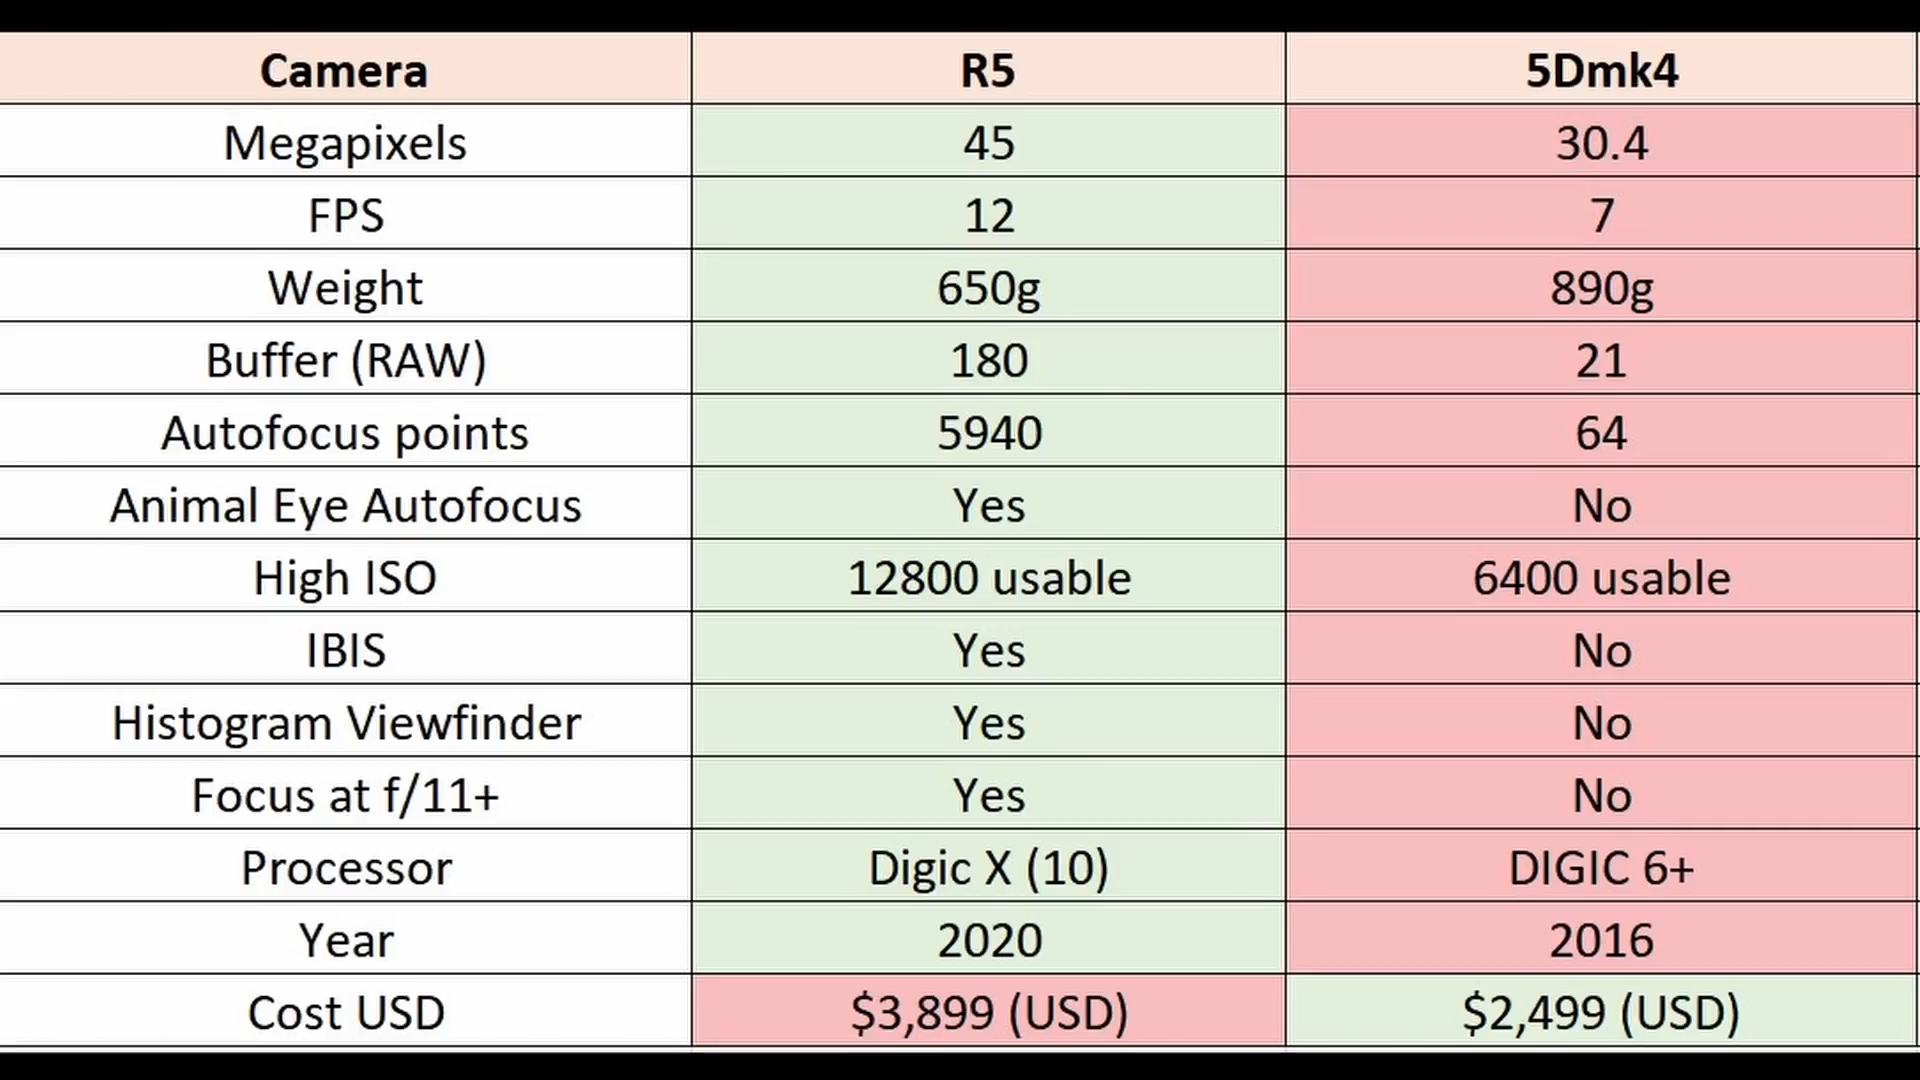 Camera R5 5Dmk4
Megapixels 45 30.4
FPS 12 7
Weight 650g 890g
Buffer (RAW) 180 21
Autofocus points 5940 64
Animal Eye Autofocus Yes No
High ISO 12800 usable 6400 usable
IBIS Yes No
Histogram Viewfinder Yes No
Focus at f/11+ Yes No
Processor Digic X (10) DIGIC 6+
Year 2020 2016
Cost USD $3,899 (USD) $2,499 (USD)